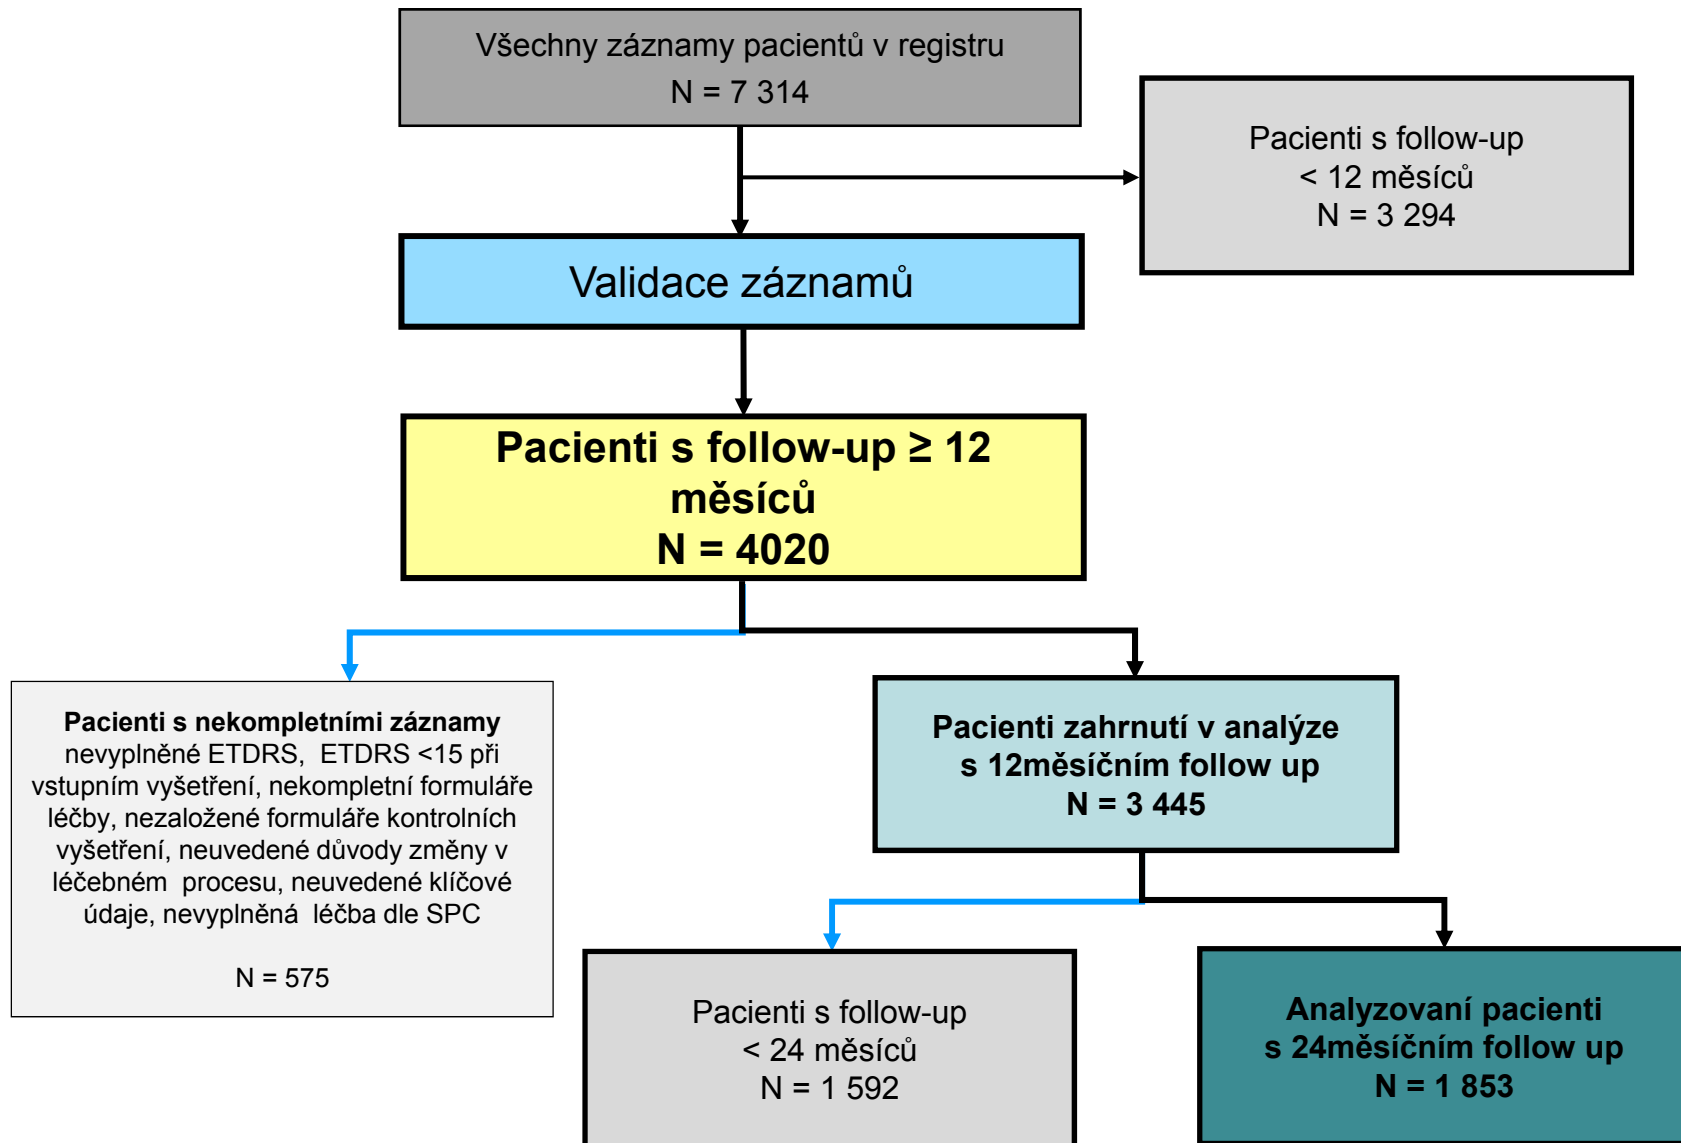 Všechny záznamy pacientů v registru
N = 7 314
Pacienti s follow-up
< 12 měsíců
N = 3 294
Validace záznamů
Pacienti s follow-up ≥ 12
měsíců
N = 4020
Pacienti s nekompletními záznamy
nevyplněné ETDRS, ETDRS <15 při
vstupním vyšetření, nekompletní formuláře
léčby, nezaložené formuláře kontrolních
vyšetření, neuvedené důvody změny v
léčebném procesu, neuvedené klíčové
údaje, nevyplněná léčba dle SPC
N = 575
Pacienti zahrnutí v analýze
s 12měsíčním follow up
N = 3 445
Pacienti s follow-up
< 24 měsíců
N = 1 592
Analyzovaní pacienti
s 24měsíčním follow up
N = 1 853